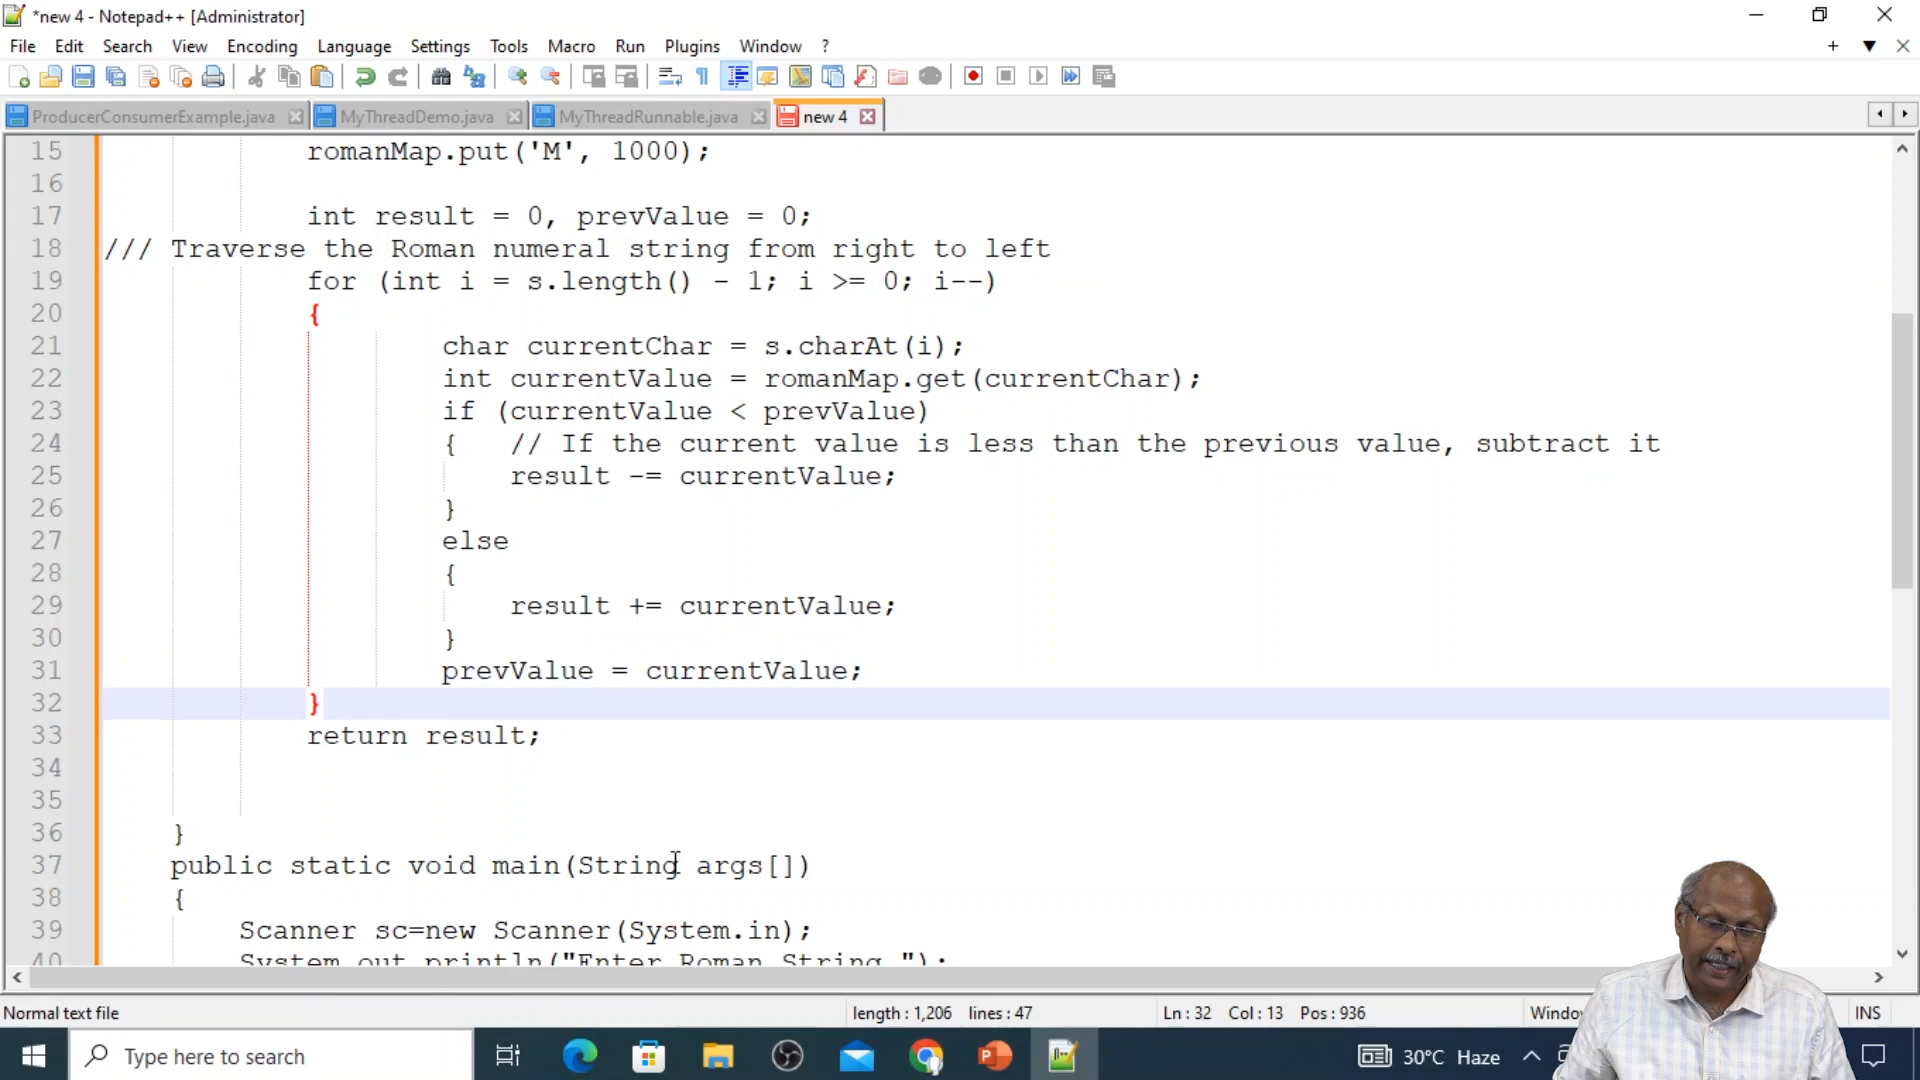 *new 4 - Notepad++ [Administrator]
File Edit Search View Encoding Language Settings Tools Macro Run Plugins Window ?
ProducerConsumerExample.java MyThreadDemo.java MyThreadRunnable.java new 4
15 romanMap.put('M', 1000);
16
17 int result = 0, prevValue = 0;
18 /// Traverse the Roman numeral string from right to left
19 for (int i = s.length() - 1; i >= 0; i--)
20 {
21 char currentChar = s.charAt(i);
22 int currentValue = romanMap.get(currentChar);
23 if (currentValue < prevValue)
24 { // If the current value is less than the previous value, subtract it
25 result -= currentValue;
26 }
27 else
28 {
29 result += currentValue;
30 }
31 prevValue = currentValue;
32 }
33 return result;
34
35
36 }
37 public static void main(String args[])
38 {
39 Scanner sc=new Scanner(System.in);
40 System.out.println("Enter Roman String ");
Normal text file length : 1,206 lines : 47 Ln : 32 Col : 13 Pos : 936 INS
Type here to search 30°C Haze